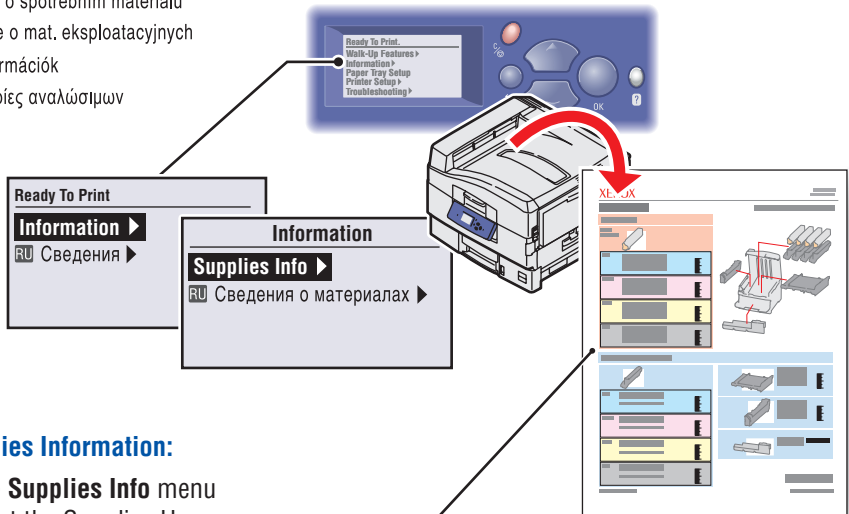 o spotřebním materiálu
e o mat. eksploatacyjnych
rmációk
ρίες αναλώσιμων
Ready To Print.
Walk-Up Features
Information
Paper Tray Setup
Printer Setup
Troubleshooting
OK
?
Ready To Print
Information
RU Сведения
Information
Supplies Info
RU Сведения о материалах
XEROX
ies Information:
Supplies Info menu